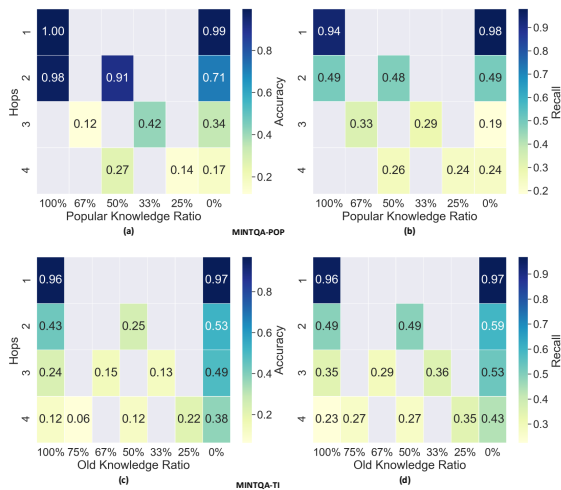 1 1.00 0.99
2 0.98 0.91 0.71
3 0.12 0.42 0.34
4 0.27 0.14 0.17
Hops
100% 67% 50% 33% 25% 0%
Popular Knowledge Ratio
(a)
0.8
0.6
0.4
0.2
Accuracy
1 0.94 0.98
2 0.49 0.48 0.49
3 0.33 0.29 0.19
4 0.26 0.24 0.24
100% 67% 50% 33% 25% 0%
Popular Knowledge Ratio
(b)
0.9
0.8
0.7
0.6
0.5
0.4
0.3
0.2
Recall
MINTQA-POP
1 0.96 0.97
2 0.43 0.25 0.53
3 0.24 0.15 0.13 0.49
4 0.12 0.06 0.12 0.22 0.38
Hops
100% 75% 67% 50% 33% 25% 0%
Old Knowledge Ratio
(c)
0.8
0.6
0.4
0.2
Accuracy
1 0.96 0.97
2 0.49 0.49 0.59
3 0.35 0.29 0.36 0.53
4 0.23 0.27 0.27 0.35 0.43
100% 75% 67% 50% 33% 25% 0%
Old Knowledge Ratio
(d)
0.9
0.8
0.7
0.6
0.5
0.4
0.3
Recall
MINTQA-TI